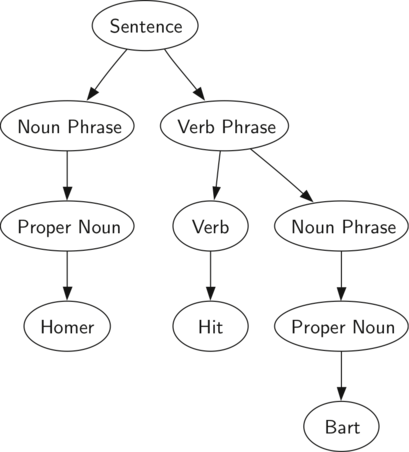 Sentence
Noun Phrase
Verb Phrase
Proper Noun
Verb
Noun Phrase
Homer
Hit
Proper Noun
Bart